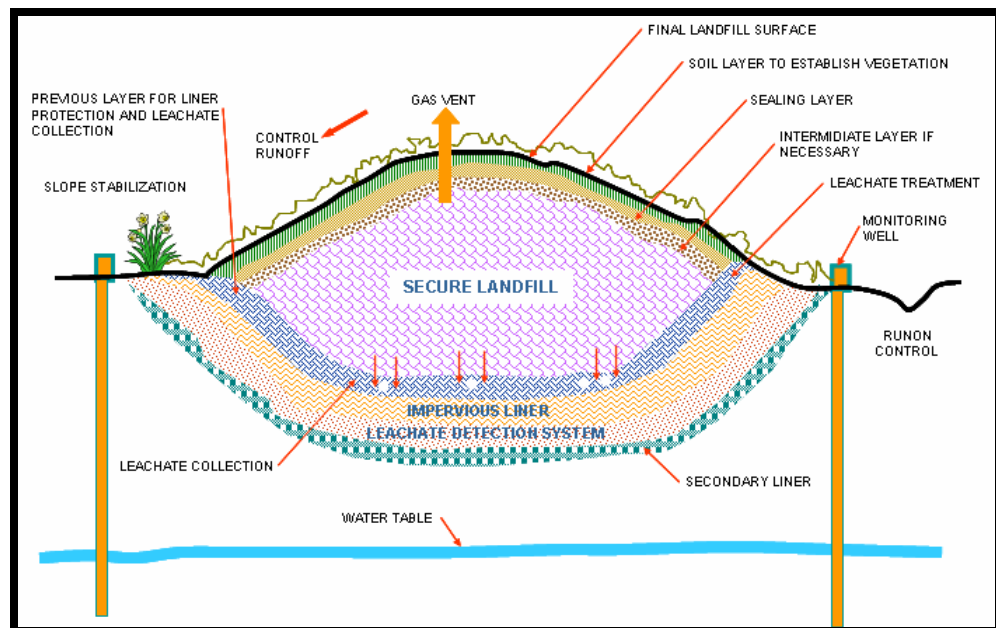 FINAL LANDFILL SURFACE
SOIL LAYER TO ESTABLISH VEGETATION
GAS VENT
SEALING LAYER
PREVIOUS LAYER FOR LINER
PROTECTION AND LEACHATE
COLLECTION
CONTROL
RUNOFF
INTERMIDIATE LAYER IF
NECESSARY
SLOPE STABILIZATION
LEACHATE TREATMENT
MONITORING
WELL
SECURE LANDFILL
RUNON
CONTROL
IMPERVIOUS LINER
LEACHATE DETECTION SYSTEM
LEACHATE COLLECTION
SECONDARY LINER
WATER TABLE